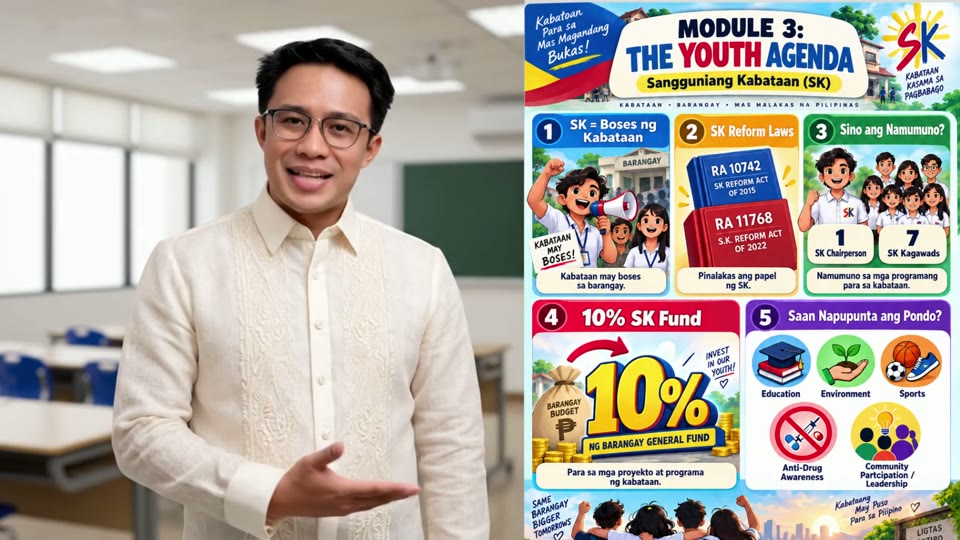 Kabataan
Para sa
Mas Magandang
Bukas!
MODULE 3:
THE YOUTH AGENDA
Sangguniang Kabataan (SK)
KABATAAN • BARANGAY • MAS MALAKAS NA PILIPINAS
SK
KABATAAN
KASAMA SA
PAGBABAGO
1 SK = Boses ng
Kabataan
BARANGAY
KABATAAN
MAY
BOSES!
Kabataan may boses
sa barangay.
2 SK Reform Laws
RA 10742
SK REFORM ACT
OF 2015
RA 11768
S.K. REFORM ACT
OF 2022
Pinalakas ang papel
ng SK.
3 Sino ang Namumuno?
SK
1
SK Chairperson
7
SK Kagawads
Namumuno sa mga programang
para sa kabataan.
4 10% SK Fund
INVEST
IN OUR
YOUTH!
BARANGAY
BUDGET
₱
10%
NG BARANGAY GENERAL FUND
Para sa mga proyekto at programa
ng kabataan.
5 Saan Napupunta ang Pondo?
Education
Environment
Sports
Anti-Drug
Awareness
Community
Partcipation /
Leadership
SAME
BARANGAY
BIGGER
TOMORROWS
Kabataang
May Puso
Para sa Pliipino
LIGTAS